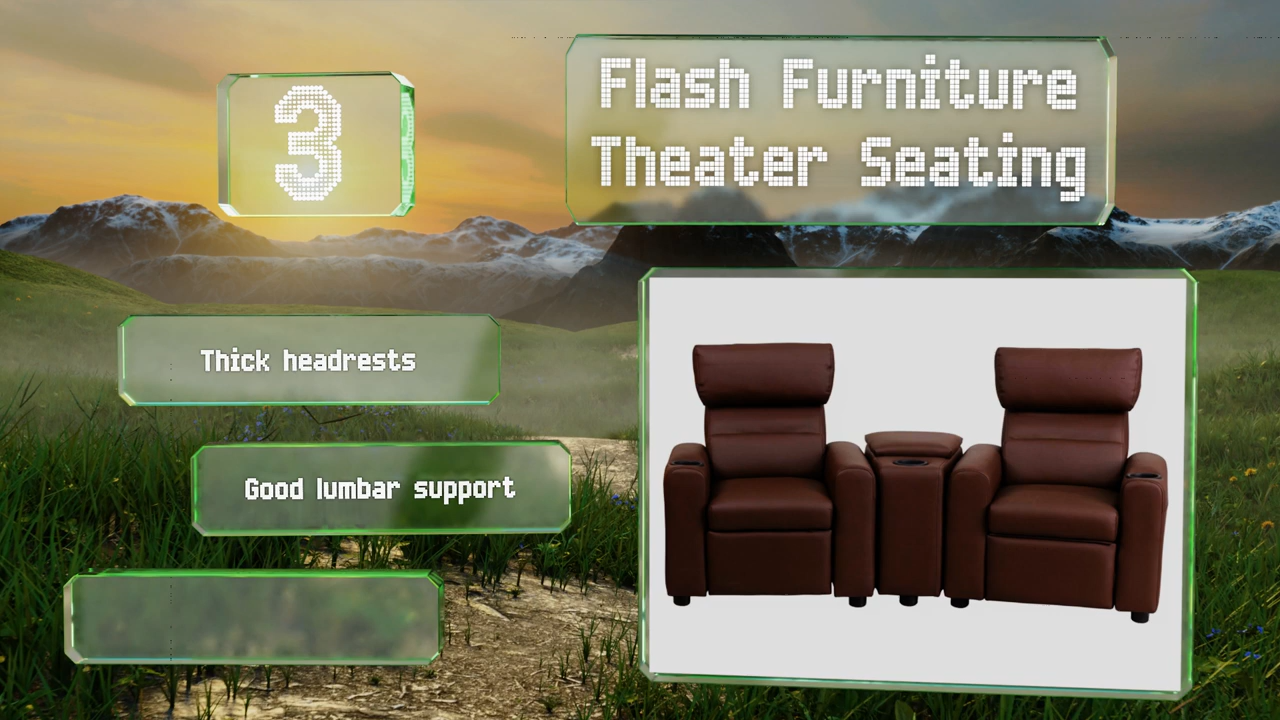 3
Flash Furniture
Theater Seating
Thick headrests
Good lumbar support